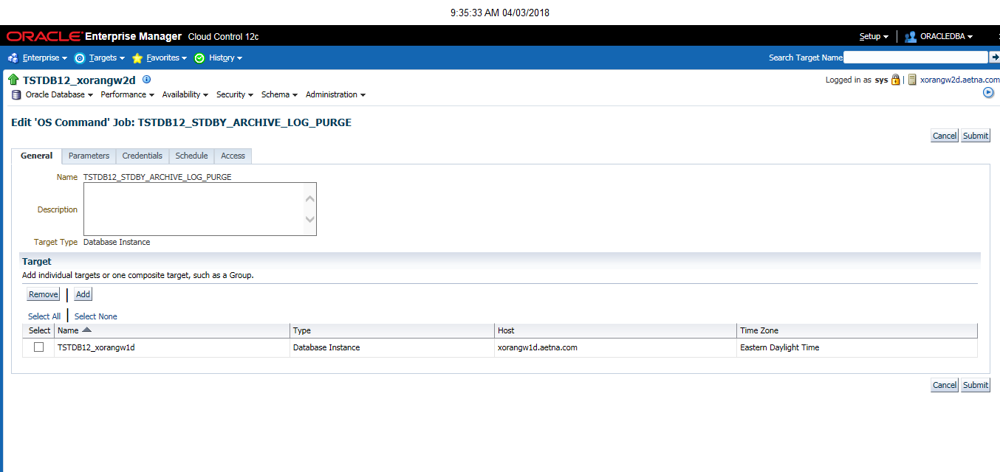 9:35:33 AM 04/03/2018
ORACLE Enterprise Manager Cloud Control 12c Setup ORACLEDBA
Enterprise Targets Favorites History Search Target Name
TSTDB12_xorangw2d Logged in as sys xorangw2d.aetna.com
Oracle Database Performance Availability Security Schema Administration
Edit 'OS Command' Job: TSTDB12_STDBY_ARCHIVE_LOG_PURGE
Cancel Submit
General Parameters Credentials Schedule Access
Name TSTDB12_STDBY_ARCHIVE_LOG_PURGE
Description
Target Type Database Instance
Target
Add individual targets or one composite target, such as a Group.
Remove | Add
Select All | Select None
Select Name Type Host Time Zone
TSTDB12_xorangw1d Database Instance xorangw1d.aetna.com Eastern Daylight Time
Cancel Submit